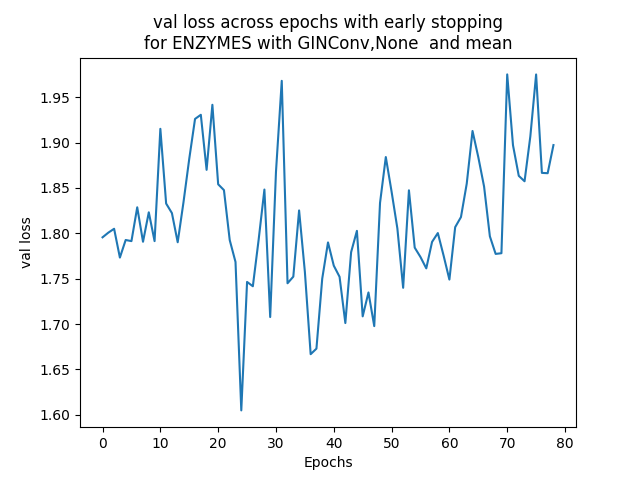 val loss across epochs with early stopping
for ENZYMES with GINConv,None  and mean
1.95
1.90
1.85
1.80
1.75
1.70
1.65
1.60
val loss
0 10 20 30 40 50 60 70 80
Epochs